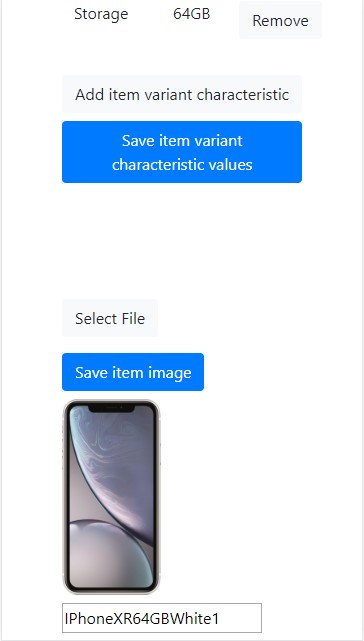 Storage 64GB Remove
Add item variant characteristic
Save item variant
characteristic values
Select File
Save item image
IPhoneXR64GBWhite1